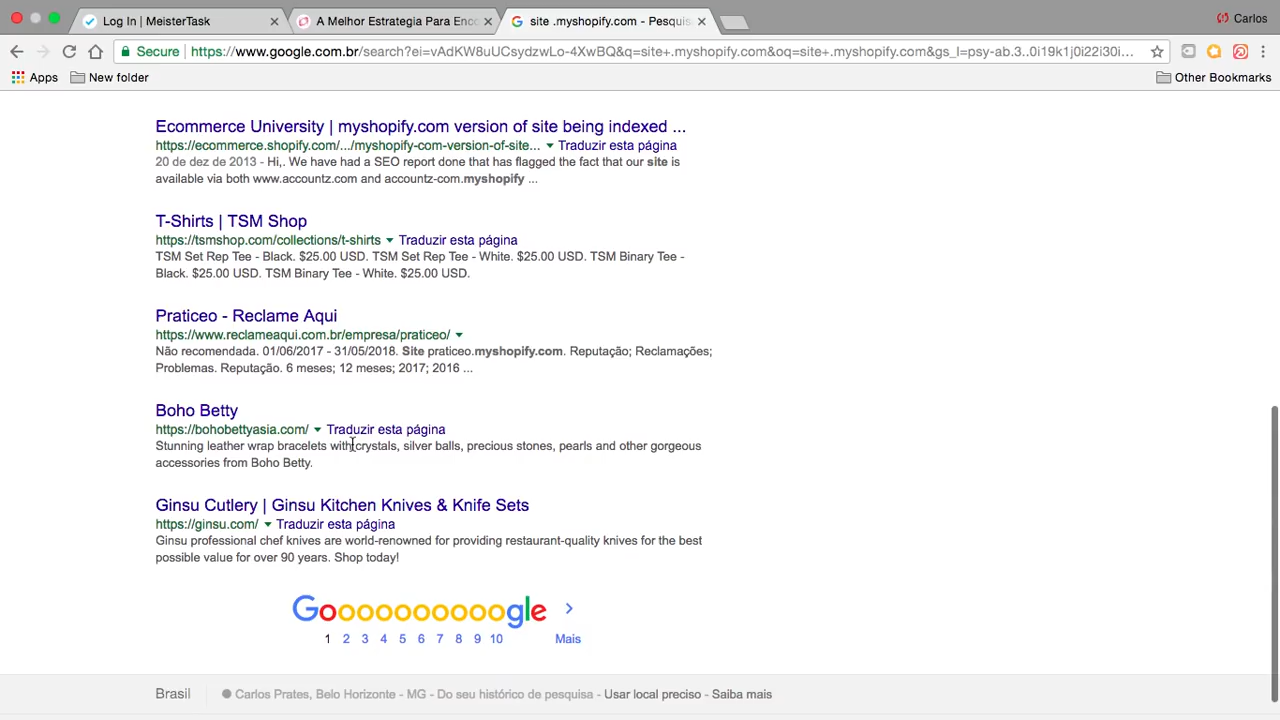 Log In | MeisterTask
A Melhor Estrategia Para Enco
site .myshopify.com - Pesquis
Carlos
Secure | https://www.google.com.br/search?ei=vAdKW8uUCsydzwLo-4XwBQ&q=site+.myshopify.com&oq=site+.myshopify.com&gs_l=psy-ab.3..0i19k1j0i22i30i...
Apps New folder Other Bookmarks
Ecommerce University | myshopify.com version of site being indexed ...
https://ecommerce.shopify.com/.../myshopify-com-version-of-site... Traduzir esta página
20 de dez de 2013 - Hi,. We have had a SEO report done that has flagged the fact that our site is
available via both www.accountz.com and accountz-com.myshopify ...
T-Shirts | TSM Shop
https://tsmshop.com/collections/t-shirts Traduzir esta página
TSM Set Rep Tee - Black. $25.00 USD. TSM Set Rep Tee - White. $25.00 USD. TSM Binary Tee -
Black. $25.00 USD. TSM Binary Tee - White. $25.00 USD.
Praticeo - Reclame Aqui
https://www.reclameaqui.com.br/empresa/praticeo/
Não recomendada. 01/06/2017 - 31/05/2018. Site praticeo.myshopify.com. Reputação; Reclamações;
Problemas. Reputação. 6 meses; 12 meses; 2017; 2016 ...
Boho Betty
https://bohobettyasia.com/ Traduzir esta página
Stunning leather wrap bracelets with crystals, silver balls, precious stones, pearls and other gorgeous
accessories from Boho Betty.
Ginsu Cutlery | Ginsu Kitchen Knives & Knife Sets
https://ginsu.com/ Traduzir esta página
Ginsu professional chef knives are world-renowned for providing restaurant-quality knives for the best
possible value for over 90 years. Shop today!
Goooooooooogle
1 2 3 4 5 6 7 8 9 10 Mais
Brasil Carlos Prates, Belo Horizonte - MG - Do seu histórico de pesquisa - Usar local preciso - Saiba mais